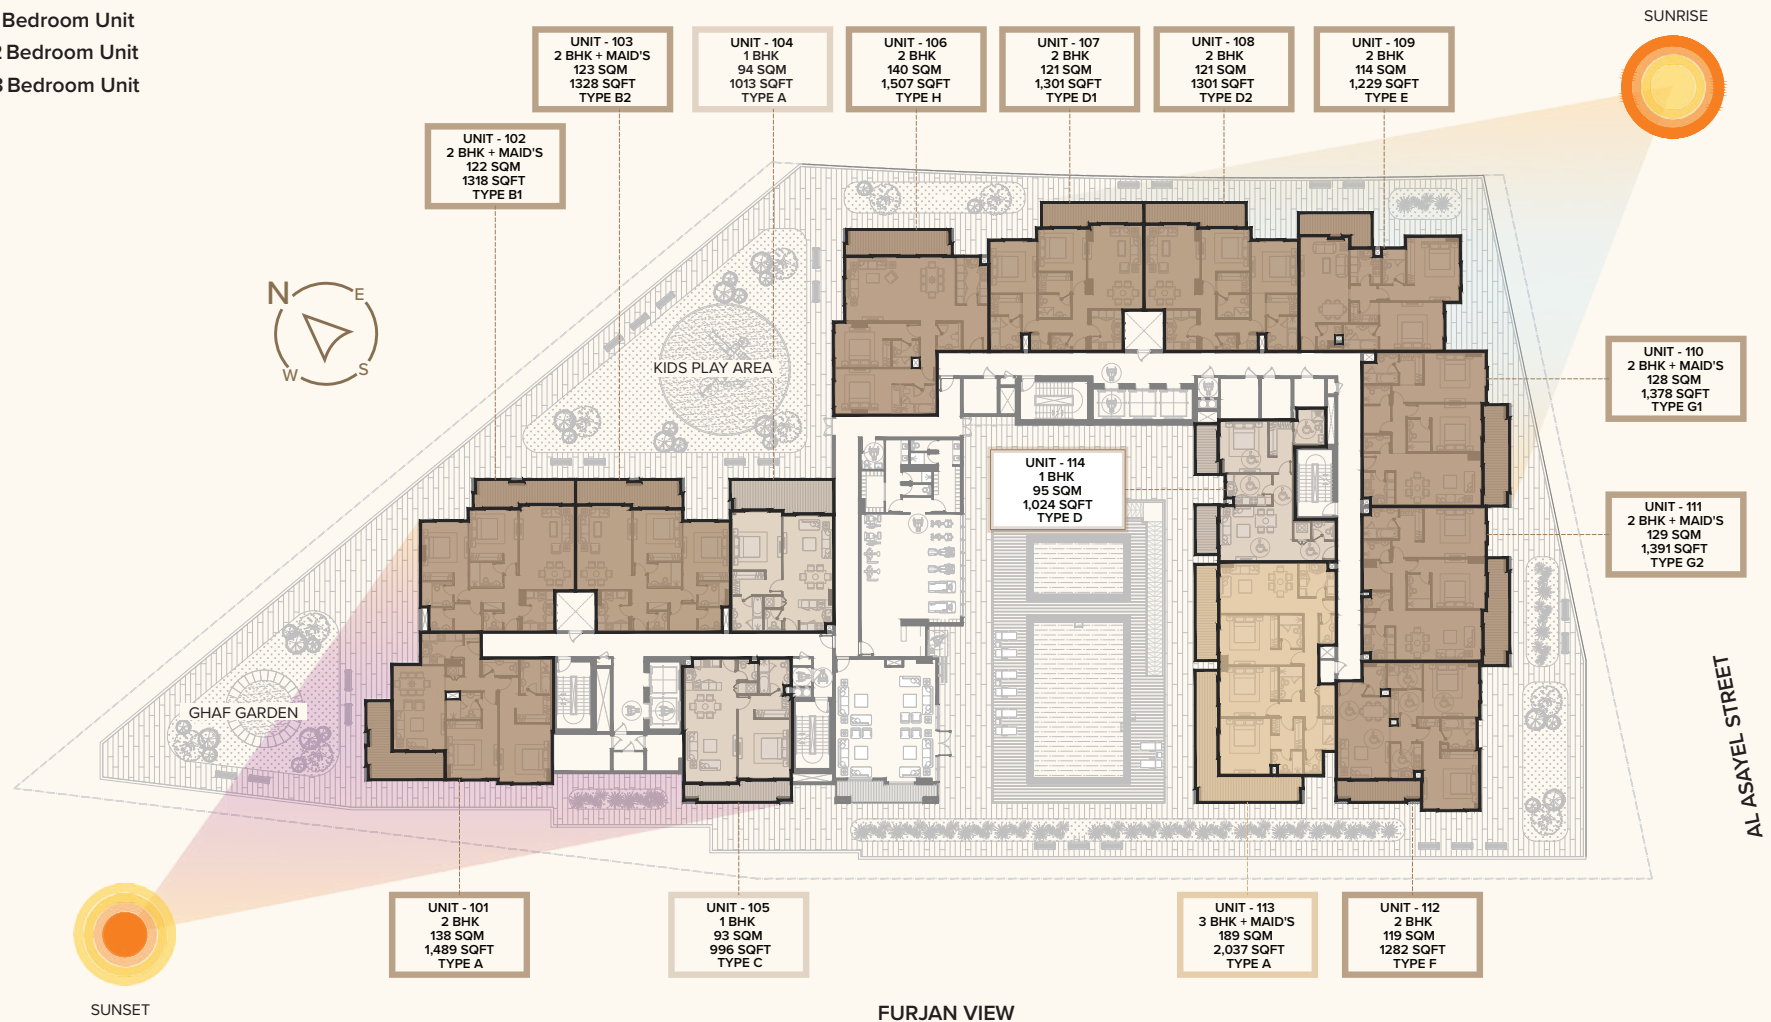 Bedroom Unit
2 Bedroom Unit
3 Bedroom Unit
UNIT - 103
2 BHK + MAID'S
123 SQM
1328 SQFT
TYPE B2
UNIT - 104
1 BHK
94 SQM
1013 SQFT
TYPE A
UNIT - 106
2 BHK
140 SQM
1,507 SQFT
TYPE H
UNIT - 107
2 BHK
121 SQM
1,301 SQFT
TYPE D1
UNIT - 108
2 BHK
121 SQM
1301 SQFT
TYPE D2
UNIT - 109
2 BHK
114 SQM
1,229 SQFT
TYPE E
SUNRISE
UNIT - 102
2 BHK + MAID'S
122 SQM
1318 SQFT
TYPE B1
N
E
W
S
KIDS PLAY AREA
UNIT - 110
2 BHK + MAID'S
128 SQM
1,378 SQFT
TYPE G1
UNIT - 114
1 BHK
95 SQM
1,024 SQFT
TYPE D
UNIT - 111
2 BHK + MAID'S
129 SQM
1,391 SQFT
TYPE G2
GHAF GARDEN
AL ASAYEL STREET
UNIT - 101
2 BHK
138 SQM
1,489 SQFT
TYPE A
UNIT - 105
1 BHK
93 SQM
996 SQFT
TYPE C
UNIT - 113
3 BHK + MAID'S
189 SQM
2,037 SQFT
TYPE A
UNIT - 112
2 BHK
119 SQM
1282 SQFT
TYPE F
SUNSET
FURJAN VIEW